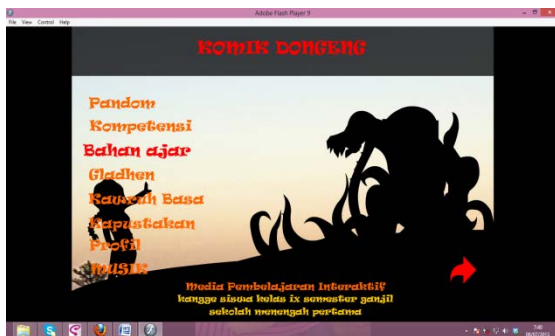 Adobe Flash Player 9
File View Control Help
KOMIK DONGENG
Pandom
Kompetensi
Bahan ajar
Gladhen
Kawruh Basa
Kapustakan
Profil
MUSIK
Media Pembelajaran Interaktif
kangge siswa kelas ix semester ganjil
sekolah menengah pertama